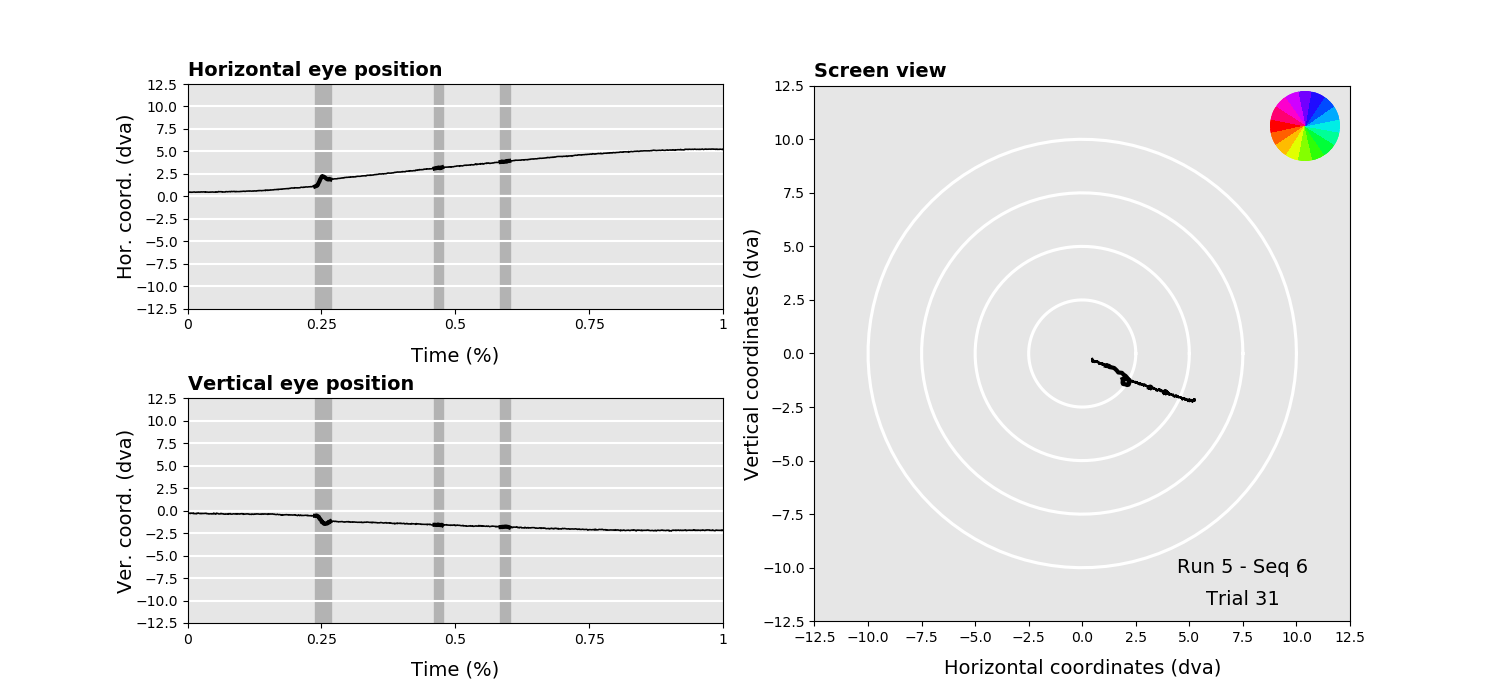 Horizontal eye position
Hor. coord. (dva)
12.5
10.0
7.5
5.0
2.5
0.0
−2.5
−5.0
−7.5
−10.0
−12.5
0 0.25 0.5 0.75 1
Time (%)
Vertical eye position
Ver. coord. (dva)
12.5
10.0
7.5
5.0
2.5
0.0
−2.5
−5.0
−7.5
−10.0
−12.5
0 0.25 0.5 0.75 1
Time (%)
Screen view
Vertical coordinates (dva)
12.5
10.0
7.5
5.0
2.5
0.0
−2.5
−5.0
−7.5
−10.0
−12.5
Run 5 - Seq 6
Trial 31
−12.5 −10.0 −7.5 −5.0 −2.5 0.0 2.5 5.0 7.5 10.0 12.5
Horizontal coordinates (dva)